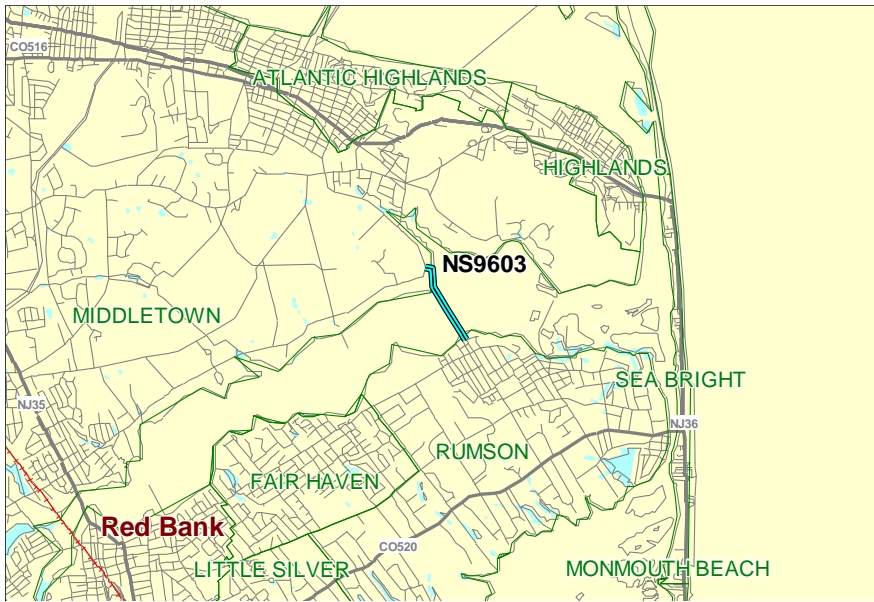 CO516
ATLANTIC HIGHLANDS
HIGHLANDS
NS9603
MIDDLETOWN
SEA BRIGHT
NJ35
NJ36
RUMSON
FAIR HAVEN
Red Bank
CO520
LITTLE SILVER
MONMOUTH BEACH